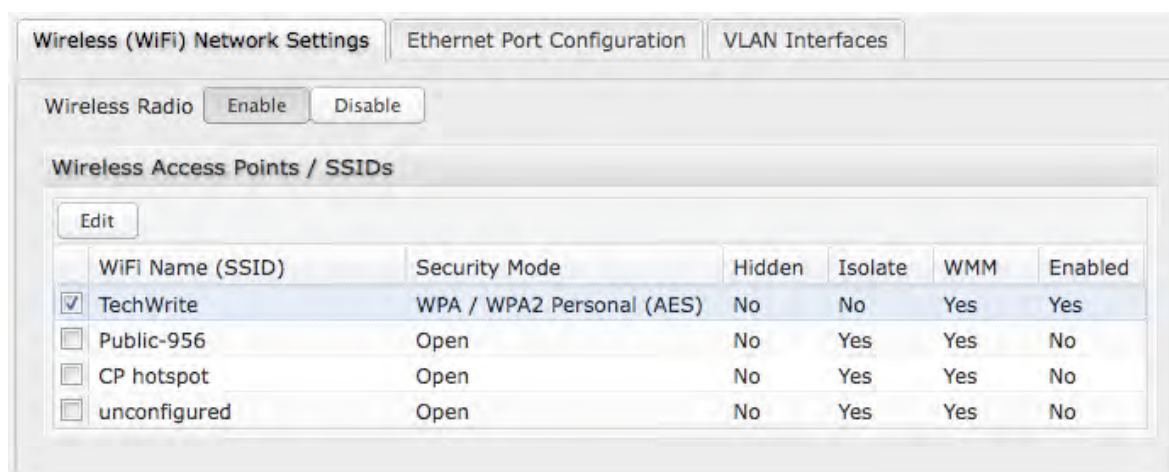 Wireless (WiFi) Network Settings Ethernet Port Configuration VLAN Interfaces
Wireless Radio Enable Disable
Wireless Access Points / SSIDs
Edit
WiFi Name (SSID) Security Mode Hidden Isolate WMM Enabled
TechWrite WPA / WPA2 Personal (AES) No No Yes Yes
Public-956 Open No Yes Yes No
CP hotspot Open No Yes Yes No
unconfigured Open No Yes Yes No